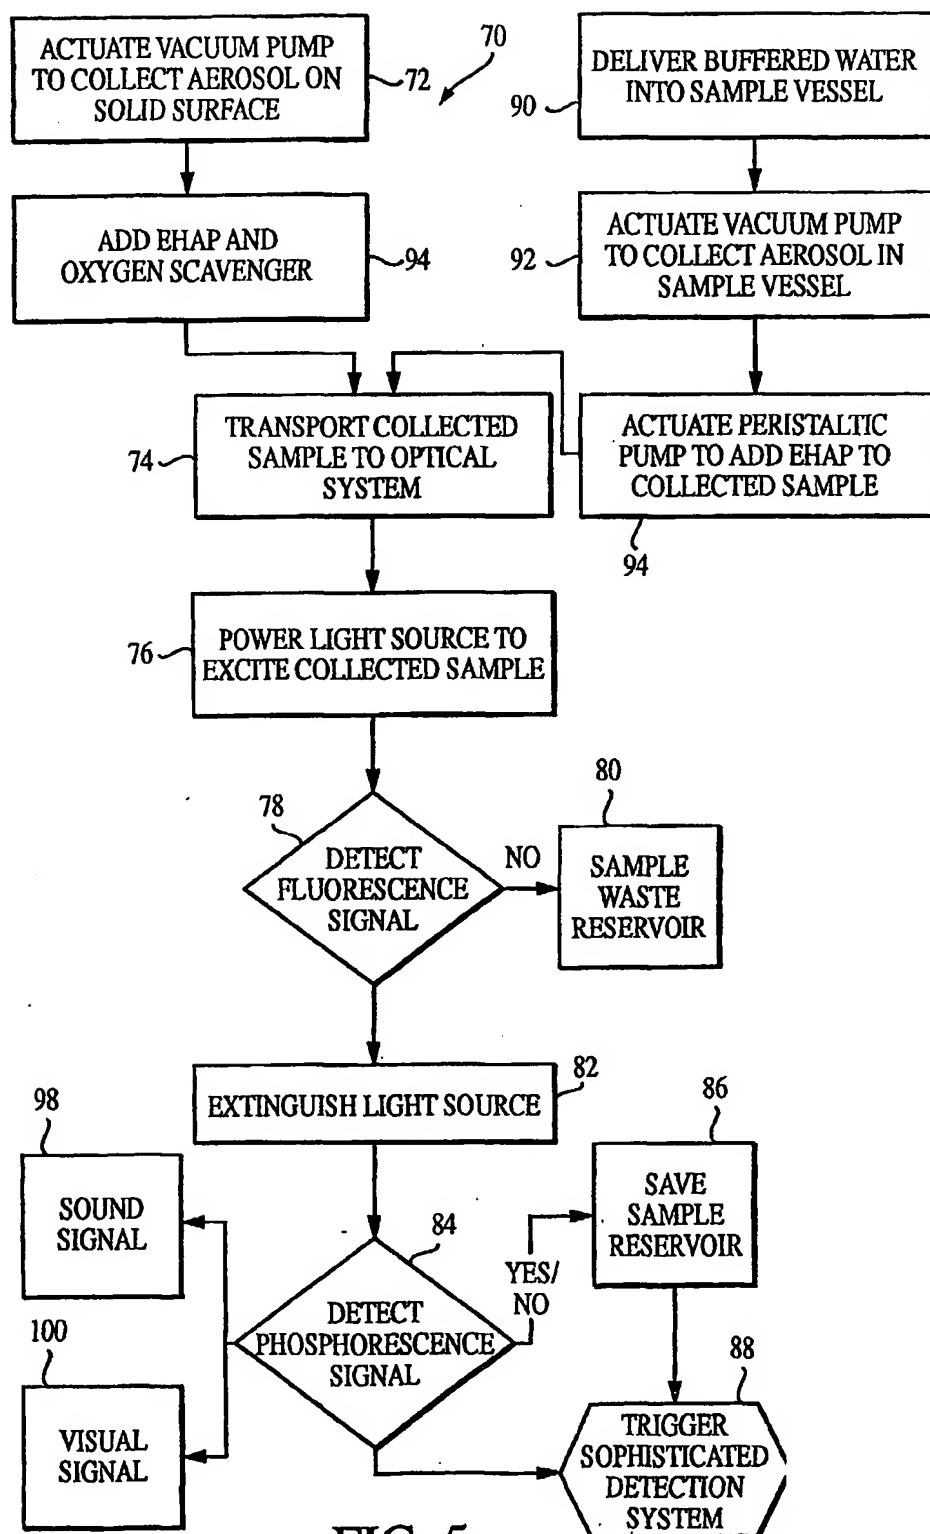 ACTUATE VACUUM PUMP
TO COLLECT AEROSOL ON
SOLID SURFACE
72
70
DELIVER BUFFERED WATER
INTO SAMPLE VESSEL
90
ADD EHAP AND
OXYGEN SCAVENGER
94
92
ACTUATE VACUUM PUMP
TO COLLECT AEROSOL IN
SAMPLE VESSEL
74
TRANSPORT COLLECTED
SAMPLE TO OPTICAL
SYSTEM
ACTUATE PERISTALTIC
PUMP TO ADD EHAP TO
COLLECTED SAMPLE
94
76
POWER LIGHT SOURCE TO
EXCITE COLLECTED SAMPLE
78
DETECT
FLUORESCENCE
SIGNAL
NO
80
SAMPLE
WASTE
RESERVOIR
EXTINGUISH LIGHT SOURCE
82
98
SOUND
SIGNAL
84
DETECT
PHOSPHORESCENCE
SIGNAL
YES/
NO
86
SAVE
SAMPLE
RESERVOIR
100
VISUAL
SIGNAL
88
TRIGGER
SOPHISTICATED
DETECTION
SYSTEM
FIG. 5